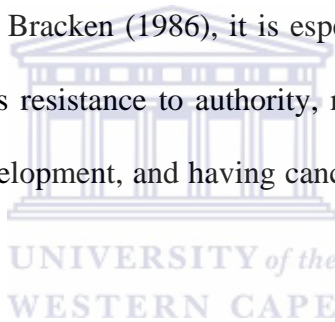 Bracken (1986), it is espe
s resistance to authority, r
elopment, and having canc
UNIVERSITY of the
WESTERN CAPE